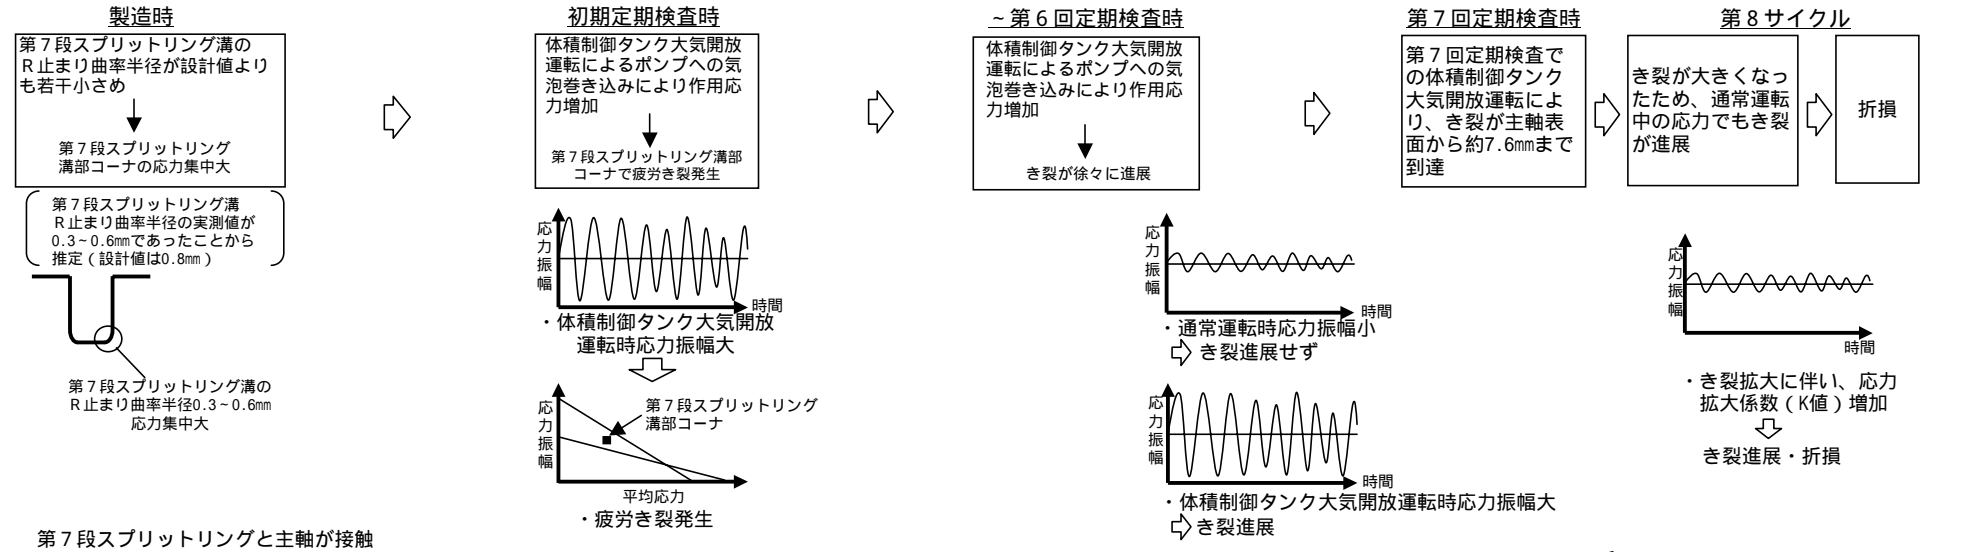 製造時
第７段スプリットリング溝の
Ｒ止まり曲率半径が設計値より
も若干小さめ
第７段スプリットリング
溝部コーナの応力集中大
第７段スプリットリング溝
Ｒ止まり曲率半径の実測値が
0.3~0.6㎜であったことから
推定（設計値は0.8㎜）
第７段スプリットリング溝の
Ｒ止まり曲率半径0.3~0.6㎜
応力集中大
第７段スプリットリングと主軸が接触
初期定期検査時
体積制御タンク大気開放
運転によるポンプへの気
泡巻き込みにより作用応
力増加
第７段スプリットリング溝部
コーナで疲労き裂発生
応力振幅
時間
・体積制御タンク大気開放
運転時応力振幅大
応力振幅
第７段スプリットリング
溝部コーナ
平均応力
・疲労き裂発生
~第６回定期検査時
体積制御タンク大気開放
運転によるポンプへの気
泡巻き込みにより作用応
力増加
き裂が徐々に進展
応力振幅
時間
・通常運転時応力振幅小
き裂進展せず
応力振幅
時間
・体積制御タンク大気開放運転時応力振幅大
き裂進展
第７回定期検査時
第７回定期検査で
の体積制御タンク
大気開放運転によ
り、き裂が主軸表
面から約7.6㎜まで
到達
第８サイクル
き裂が大きくなっ
たため、通常運転
中の応力でもき裂
が進展
折損
応力振幅
時間
・き裂拡大に伴い、応力
拡大係数（K値）増加
き裂進展・折損